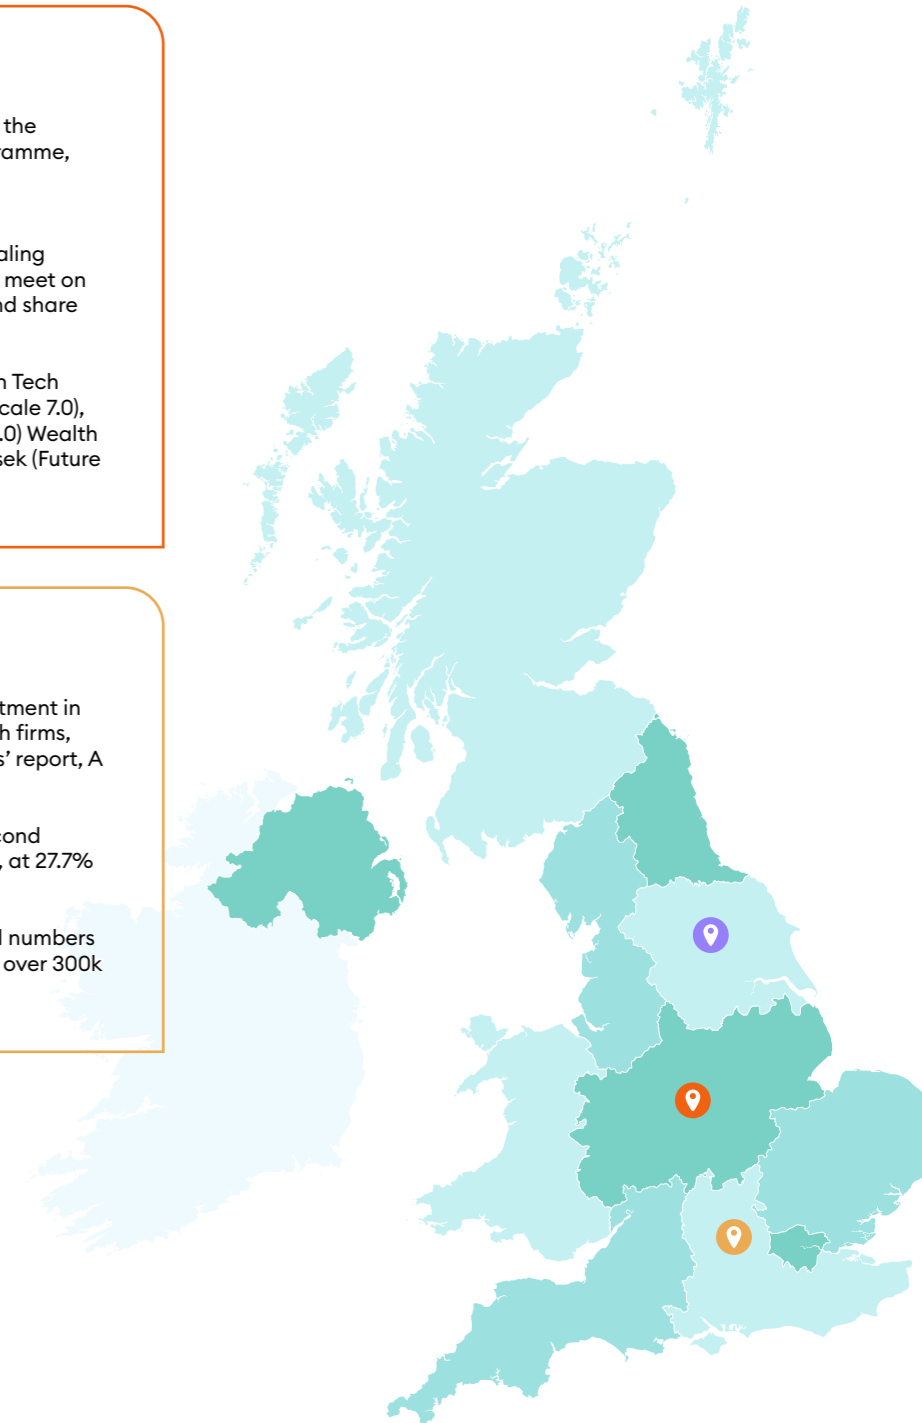 the
ramme,
aling
meet on
nd share
n Tech
cale 7.0),
.0) Wealth
sek (Future
tment in
h firms,
s’ report, A
cond
, at 27.7%
l numbers
over 300k